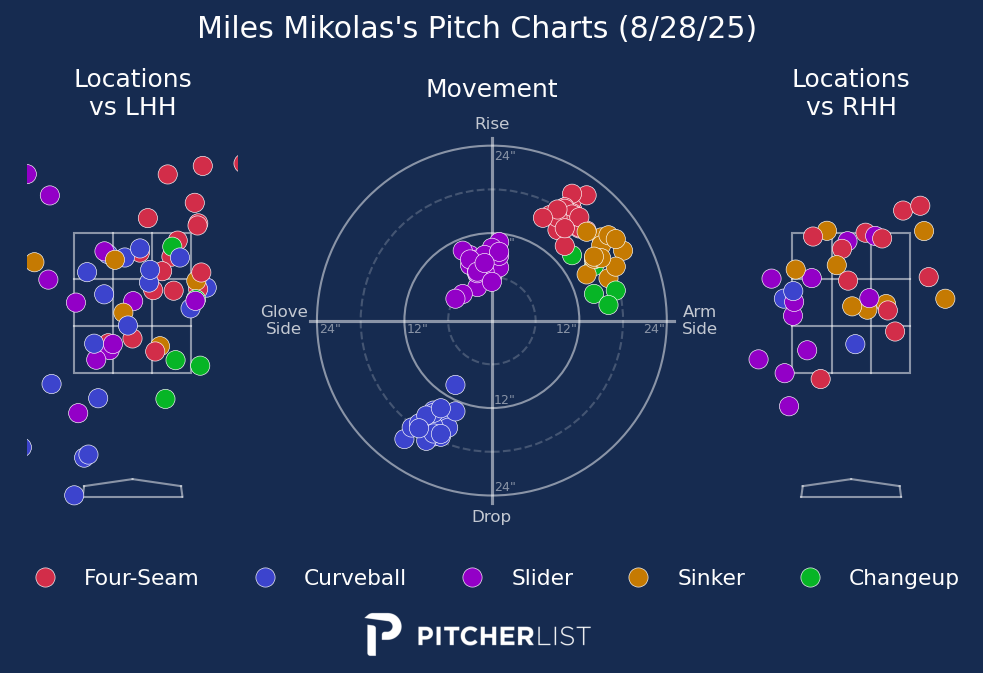 Miles Mikolas's Pitch Charts (8/28/25)
Locations
vs LHH
Movement
Locations
vs RHH
Rise
24"
Glove
Side
24"
12"
12"
24"
Arm
Side
12"
24"
Drop
Four-Seam
Curveball
Slider
Sinker
Changeup
PITCHERLIST